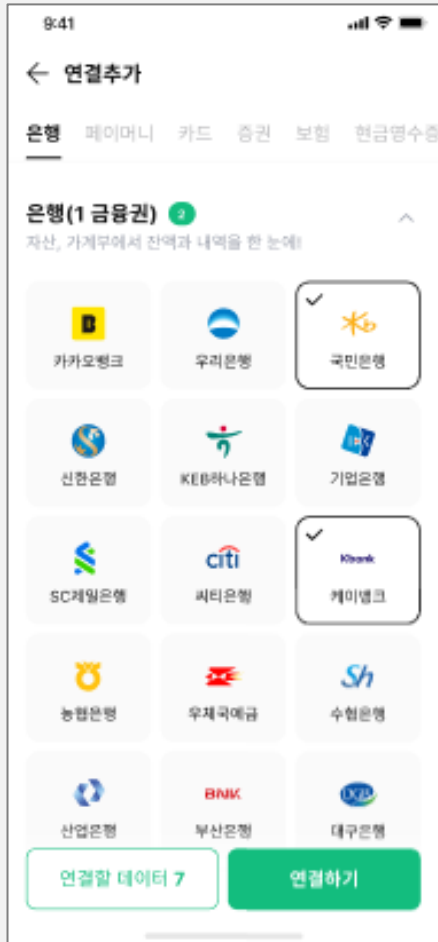 9:41
← 연결추가
은행 페이머니 카드 증권 보험 현금영수증
은행(1 금융권) 2
자산, 가계부에서 잔액과 내역을 한 눈에!
B
카카오뱅크 우리은행 국민은행
신한은행 KEB하나은행 기업은행
citi Kbank
SC제일은행 씨티은행 케이뱅크
Sh
농협은행 우체국예금 수협은행
BNK DGB
산업은행 부산은행 대구은행
연결할 데이터 7 연결하기